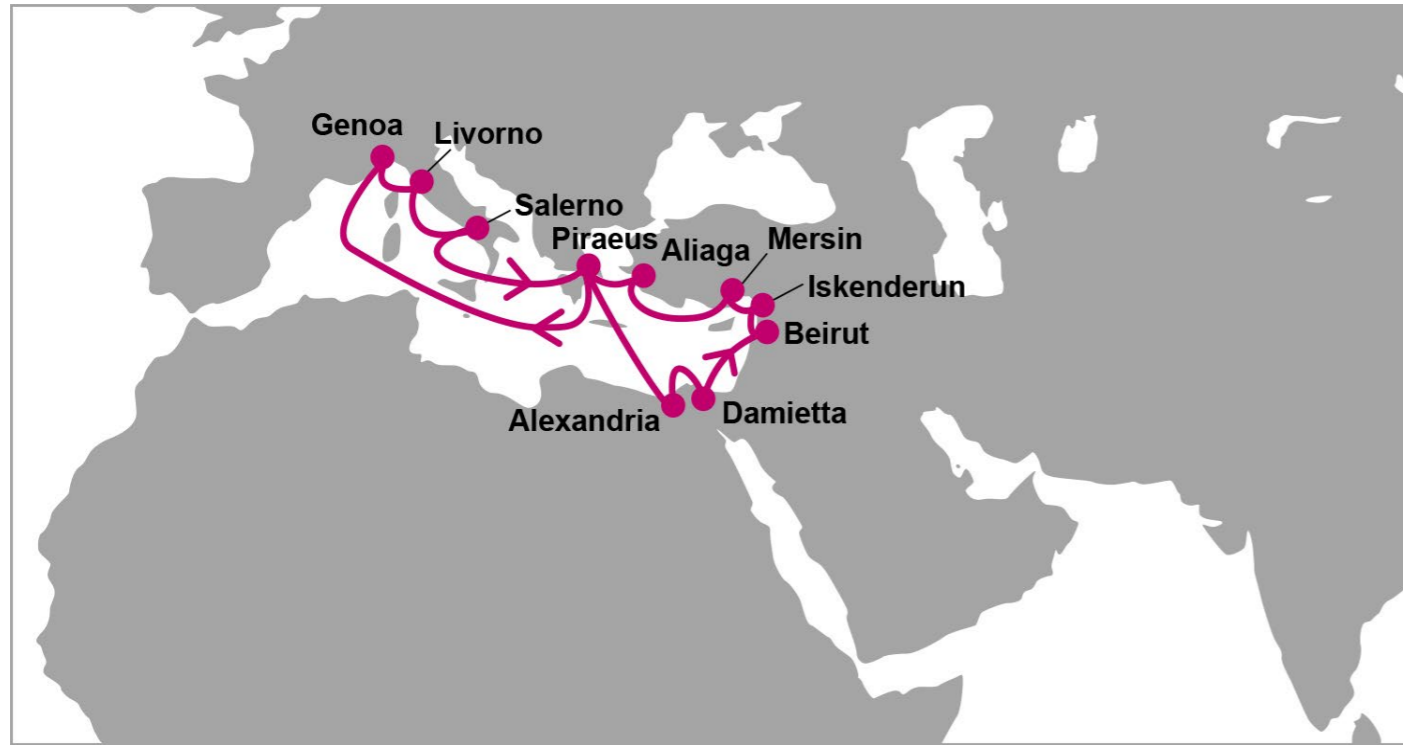 Genoa
Livorno
Salerno
Piraeus
Aliaga
Mersin
Iskenderun
Beirut
Alexandria
Damietta